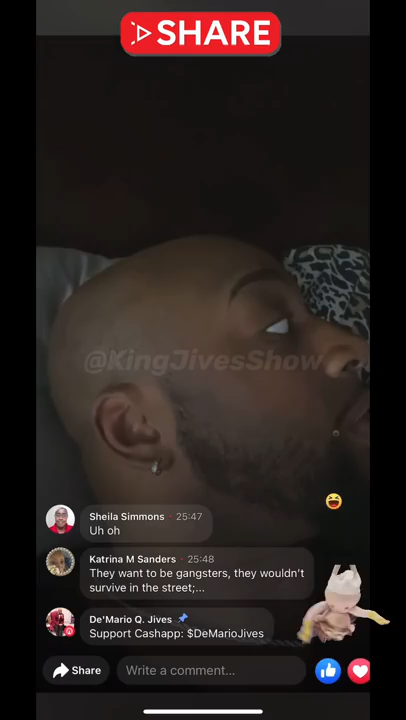 SHARE
@KingJivesShow
Sheila Simmons · 25:47
Uh oh
Katrina M Sanders · 25:48
They want to be gangsters, they wouldn't
survive in the street;...
De'Mario Q. Jives
Support Cashapp: $DeMarioJives
Share
Write a comment...